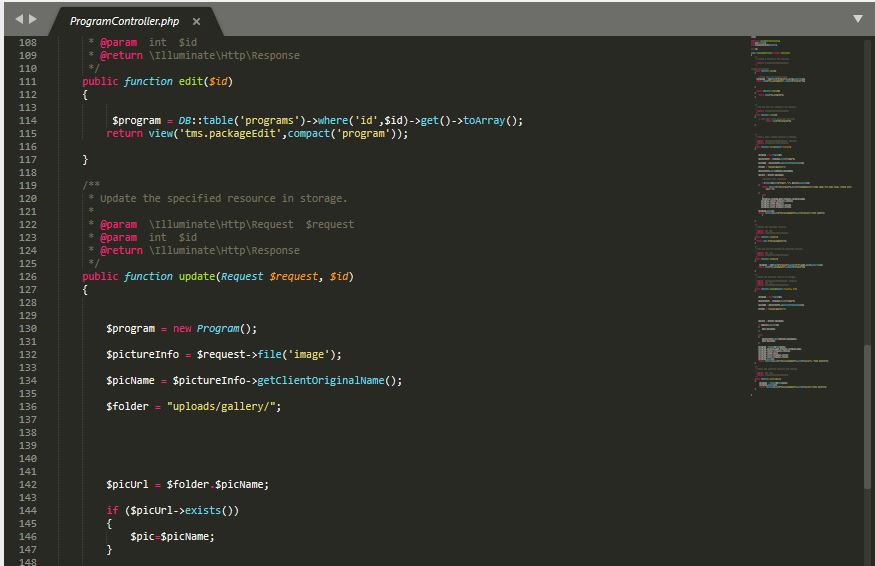 ProgramController.php ×
108 * @param int $id
109 * @return \Illuminate\Http\Response
110 */
111 public function edit($id)
112 {
113
114 $program = DB::table('programs')->where('id',$id)->get()->toArray();
115 return view('tms.packageEdit',compact('program'));
116
117 }
118
119 /**
120 * Update the specified resource in storage.
121 *
122 * @param \Illuminate\Http\Request $request
123 * @param int $id
124 * @return \Illuminate\Http\Response
125 */
126 public function update(Request $request, $id)
127 {
128
129
130 $program = new Program();
131
132 $pictureInfo = $request->file('image');
133
134 $picName = $pictureInfo->getClientOriginalName();
135
136 $folder = "uploads/gallery/";
137
138
139
140
141
142 $picUrl = $folder.$picName;
143
144 if ($picUrl->exists())
145 {
146 $pic=$picName;
147 }
148